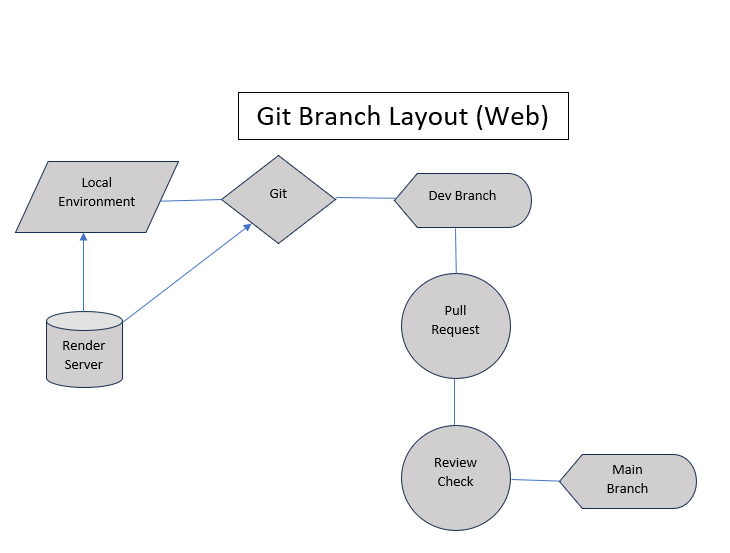 Git Branch Layout (Web)
Local
Environment
Git
Dev Branch
Pull
Request
Render
Server
Review
Check
Main
Branch